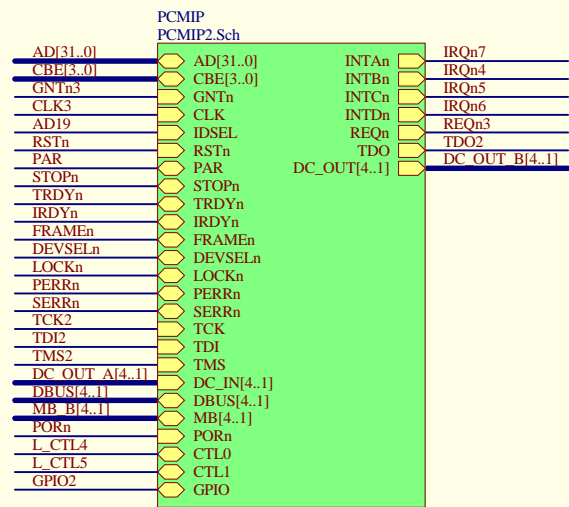 PCMIP
PCMIP2.Sch
AD[31..0] AD[31..0] INTAn IRQn7
CBE[3..0] CBE[3..0] INTBn IRQn4
GNTn3 GNTn INTCn IRQn5
CLK3 CLK INTDn IRQn6
AD19 IDSEL REQn REQn3
RSTn RSTn TDO TDO2
PAR PAR DC_OUT[4..1] DC_OUT_B[4..1]
STOPn STOPn
TRDYn TRDYn
IRDYn IRDYn
FRAMEn FRAMEn
DEVSELn DEVSELn
LOCKn LOCKn
PERRn PERRn
SERRn SERRn
TCK2 TCK
TDI2 TDI
TMS2 TMS
DC_OUT_A[4..1] DC_IN[4..1]
DBUS[4..1] DBUS[4..1]
MB_B[4..1] MB[4..1]
PORn PORn
L_CTL4 CTL0
L_CTL5 CTL1
GPIO2 GPIO